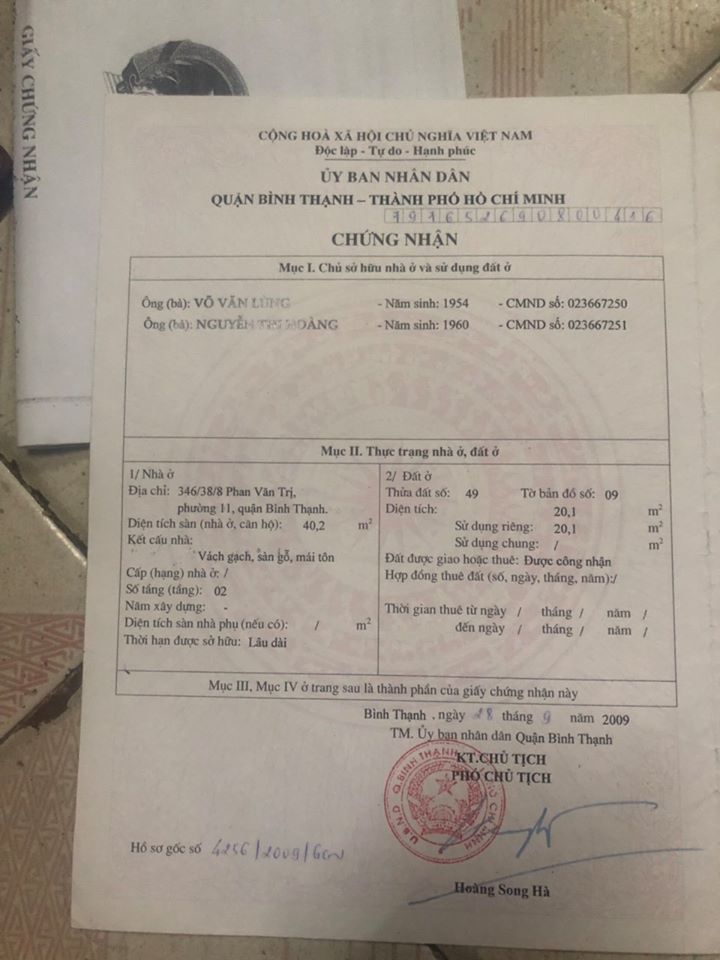 GIẤY CHỨNG NHẬN
CỘNG HOÀ XÃ HỘI CHỦ NGHĨA VIỆT NAM
Độc lập - Tự do - Hạnh phúc
ỦY BAN NHÂN DÂN
QUẬN BÌNH THẠNH – THÀNH PHỐ HỒ CHÍ MINH
CHỨNG NHẬN
Mục I. Chủ sở hữu nhà ở và sử dụng đất ở
Ông (bà): VÕ VĂN - Năm sinh: 1954 - CMND số: 023667250
Ông (bà): NGUYỄN HOÀNG - Năm sinh: 1960 - CMND số: 023667251
Mục II. Thực trạng nhà ở, đất ở
1/ Nhà ở
Địa chỉ: 346/38/8 Phan Văn Trị,
phường 11, quận Bình Thạnh.
Diện tích sàn (nhà ở, căn hộ): 40,2 m²
Kết cấu nhà:
Vách gạch, sàn gỗ, mái tôn
Cấp (hạng) nhà ở: /
Số tầng (tầng): 02
Năm xây dựng: -
Diện tích sàn nhà phụ (nếu có): / m²
Thời hạn được sở hữu: Lâu dài
2/ Đất ở
Thửa đất số: 49 Tờ bản đồ số: 09
Diện tích: 20,1 m²
Sử dụng riêng: 20,1 m²
Sử dụng chung: / m²
Đất được giao hoặc thuê: Được công nhận
Hợp đồng thuê đất (số, ngày, tháng, năm):/
Thời gian thuê từ ngày / tháng / năm /
đến ngày / tháng / năm /
Mục III, Mục IV ở trang sau là thành phần của giấy chứng nhận này
Bình Thạnh, ngày 28 tháng 9 năm 2009
TM. Ủy ban nhân dân Quận Bình Thạnh
KT.CHỦ TỊCH
PHÓ CHỦ TỊCH
Hồ sơ gốc số 4256/2009/
Hoàng Song Hà